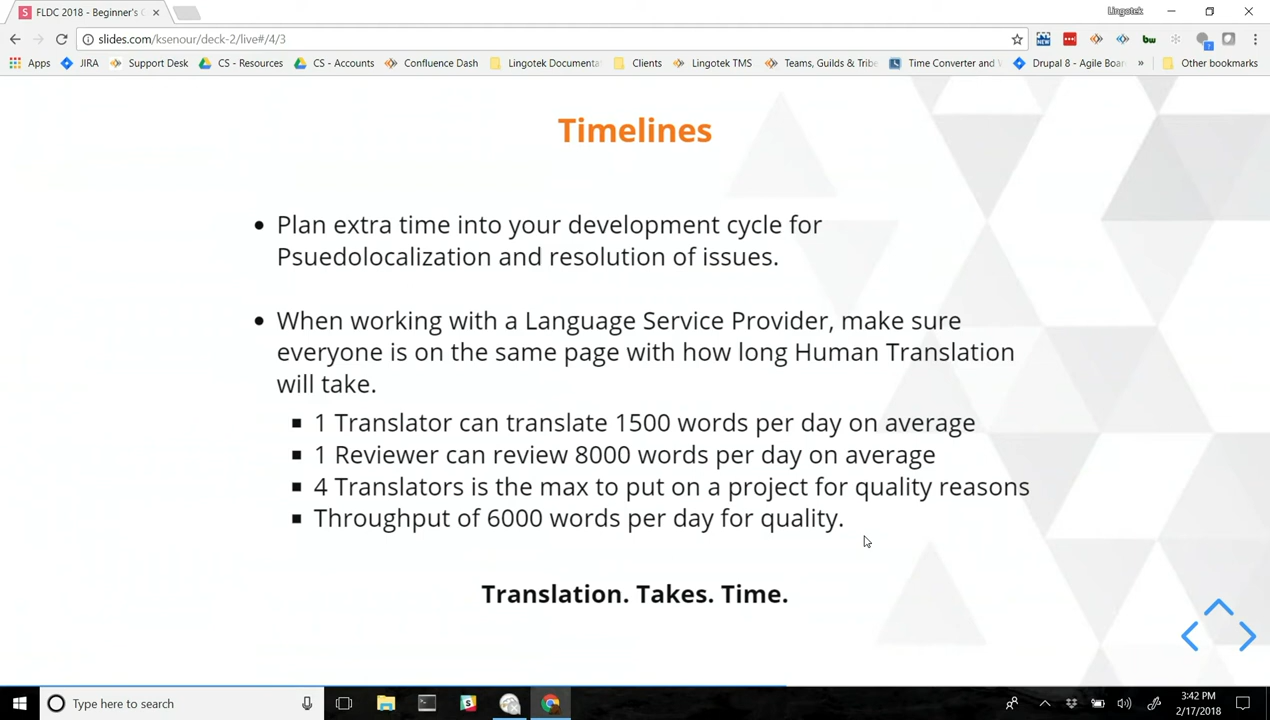 FLDC 2018 - Beginner's G
Lingotek
slides.com/ksenour/deck-2/live#/4/3
NEW
bw
Apps JIRA Support Desk CS - Resources CS - Accounts Confluence Dash Lingotek Documenta Clients Lingotek TMS Teams, Guilds & Tribe Time Converter and Drupal 8 - Agile Boar » Other bookmarks
Timelines
• Plan extra time into your development cycle for
Psuedolocalization and resolution of issues.
• When working with a Language Service Provider, make sure
everyone is on the same page with how long Human Translation
will take.
▪ 1 Translator can translate 1500 words per day on average
▪ 1 Reviewer can review 8000 words per day on average
▪ 4 Translators is the max to put on a project for quality reasons
▪ Throughput of 6000 words per day for quality.
Translation. Takes. Time.
Type here to search
3:42 PM
2/17/2018